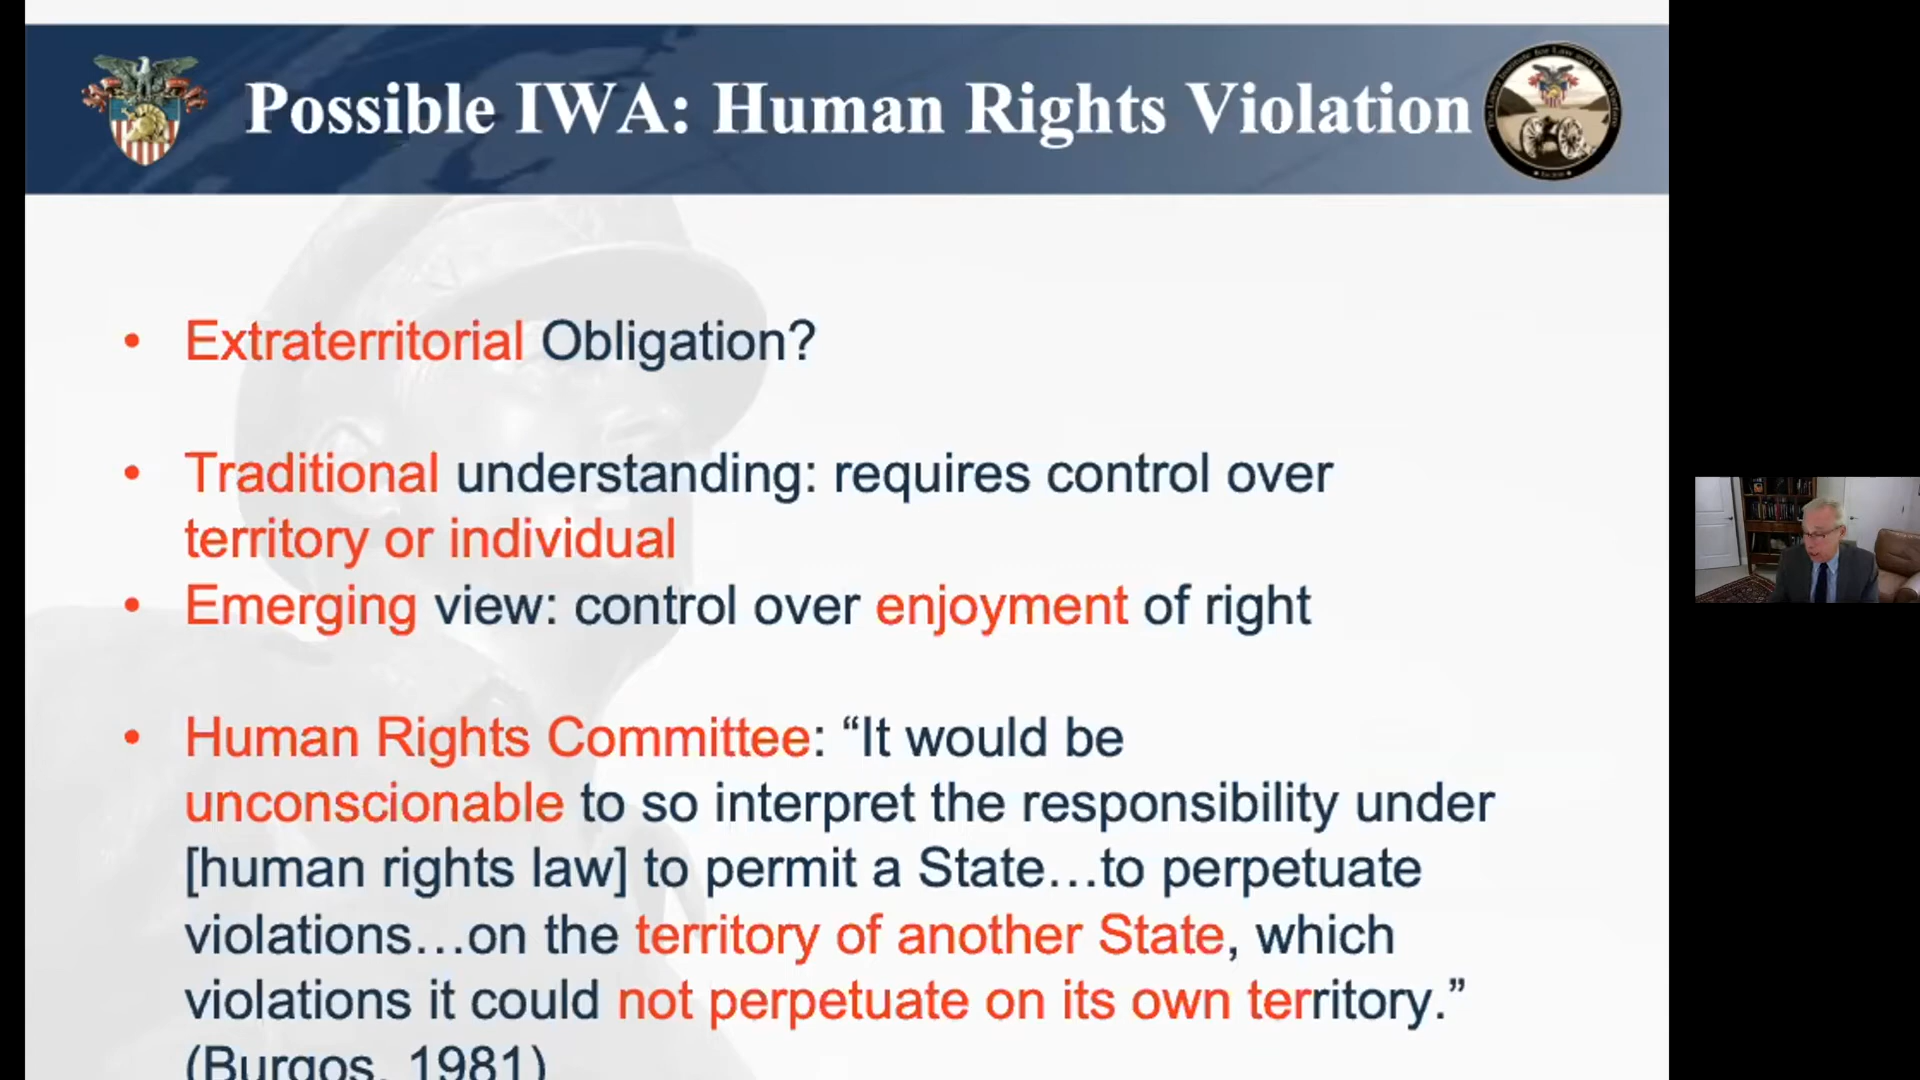 Possible IWA: Human Rights Violation
• Extraterritorial Obligation?
• Traditional understanding: requires control over
territory or individual
• Emerging view: control over enjoyment of right
• Human Rights Committee: “It would be
unconscionable to so interpret the responsibility under
[human rights law] to permit a State…to perpetuate
violations…on the territory of another State, which
violations it could not perpetuate on its own territory.”
(Burgos, 1981)